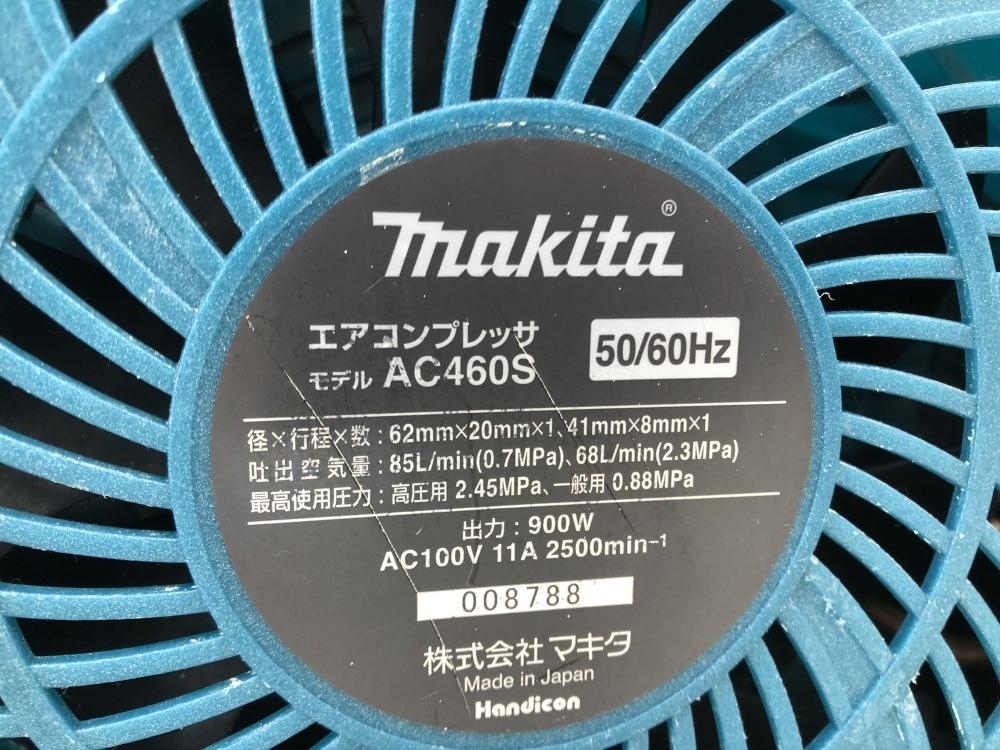 makita®
エアコンプレッサ
モデル AC460S
50/60Hz
径×行程×数：62mm×20mm×1、41mm×8mm×1
吐出空気量：85L/min(0.7MPa)、68L/min(2.3MPa)
最高使用圧力：高圧用 2.45MPa、一般用 0.88MPa
出力：900W
AC100V 11A 2500min⁻¹
008788
株式会社 マキタ
Made in Japan
Handicon